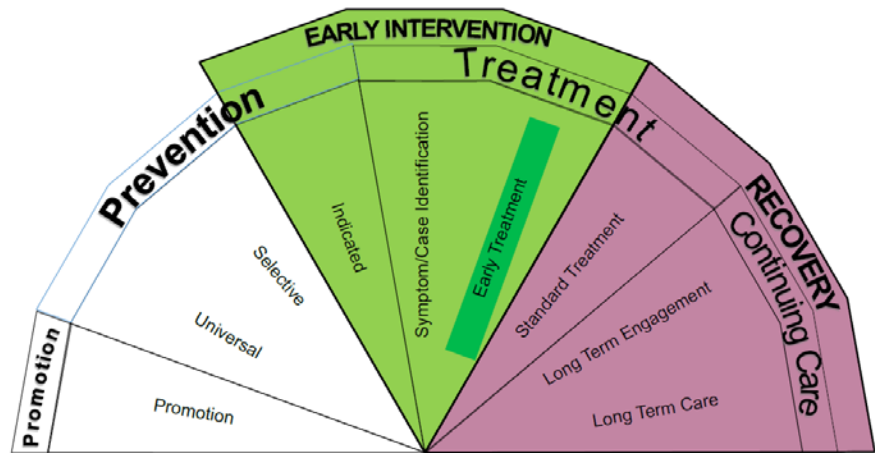 EARLY INTERVENTION
Prevention
Treatment
RECOVERY
Continuing Care
Promotion
Promotion
Universal
Selective
Indicated
Symptom/Case Identification
Early Treatment
Standard Treatment
Long Term Engagement
Long Term Care